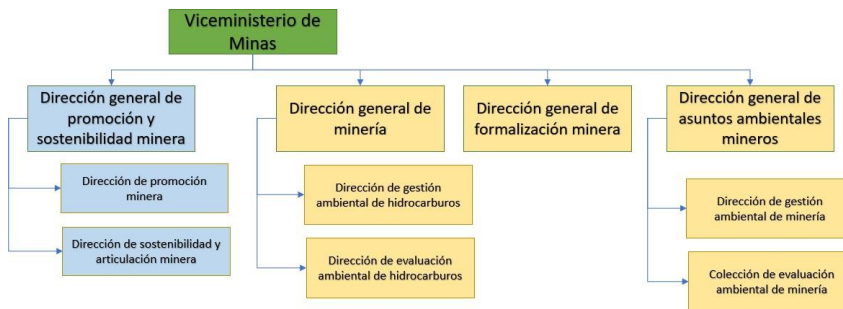 Viceministerio de
Minas
Dirección general de
promoción y
sostenibilidad minera
Dirección general de
minería
Dirección general de
formalización minera
Dirección general de
asuntos ambientales
mineros
Dirección de promoción
minera
Dirección de sostenibilidad y
articulación minera
Dirección de gestión
ambiental de hidrocarburos
Dirección de evaluación
ambiental de hidrocarburos
Dirección de gestión
ambiental de minería
Colección de evaluación
ambiental de minería